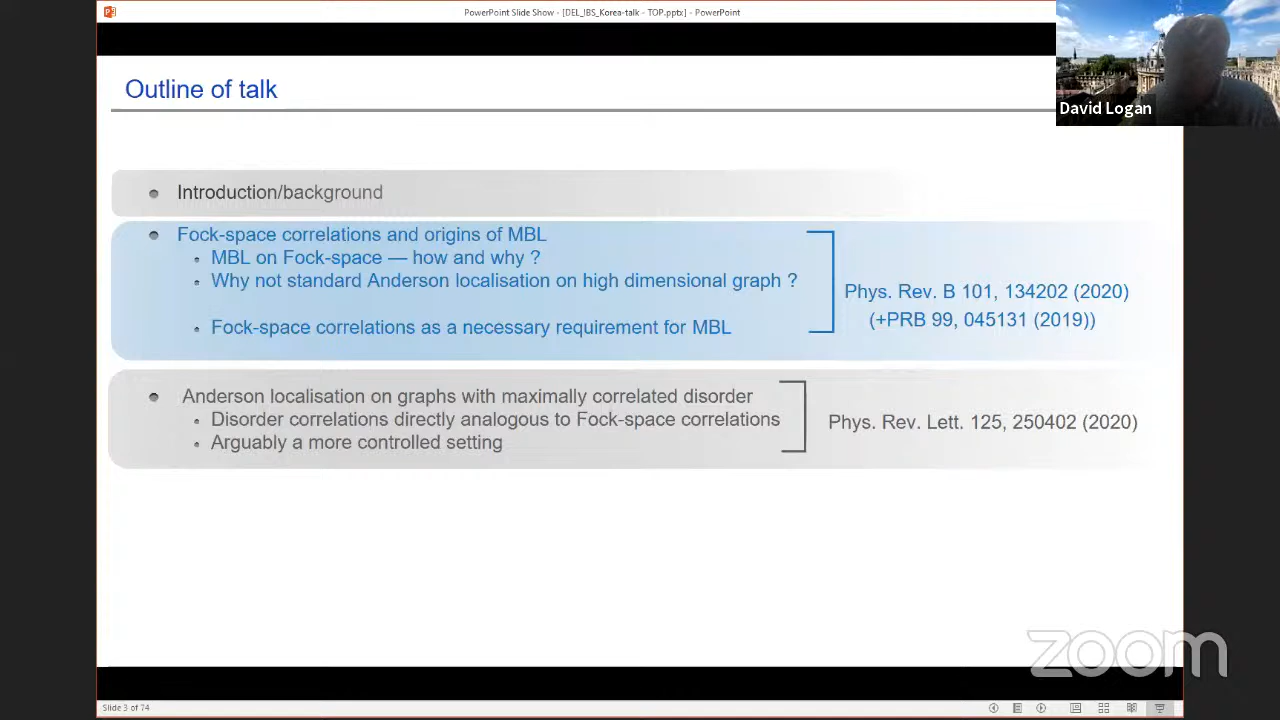 PowerPoint Slide Show - [DEL_IBS_Korea-talk - TOP.pptx] - PowerPoint
David Logan
Outline of talk
Introduction/background
Fock-space correlations and origins of MBL
MBL on Fock-space — how and why ?
Why not standard Anderson localisation on high dimensional graph ?
Fock-space correlations as a necessary requirement for MBL
Phys. Rev. B 101, 134202 (2020)
(+PRB 99, 045131 (2019))
Anderson localisation on graphs with maximally correlated disorder
Disorder correlations directly analogous to Fock-space correlations
Arguably a more controlled setting
Phys. Rev. Lett. 125, 250402 (2020)
zoom
Slide 3 of 74